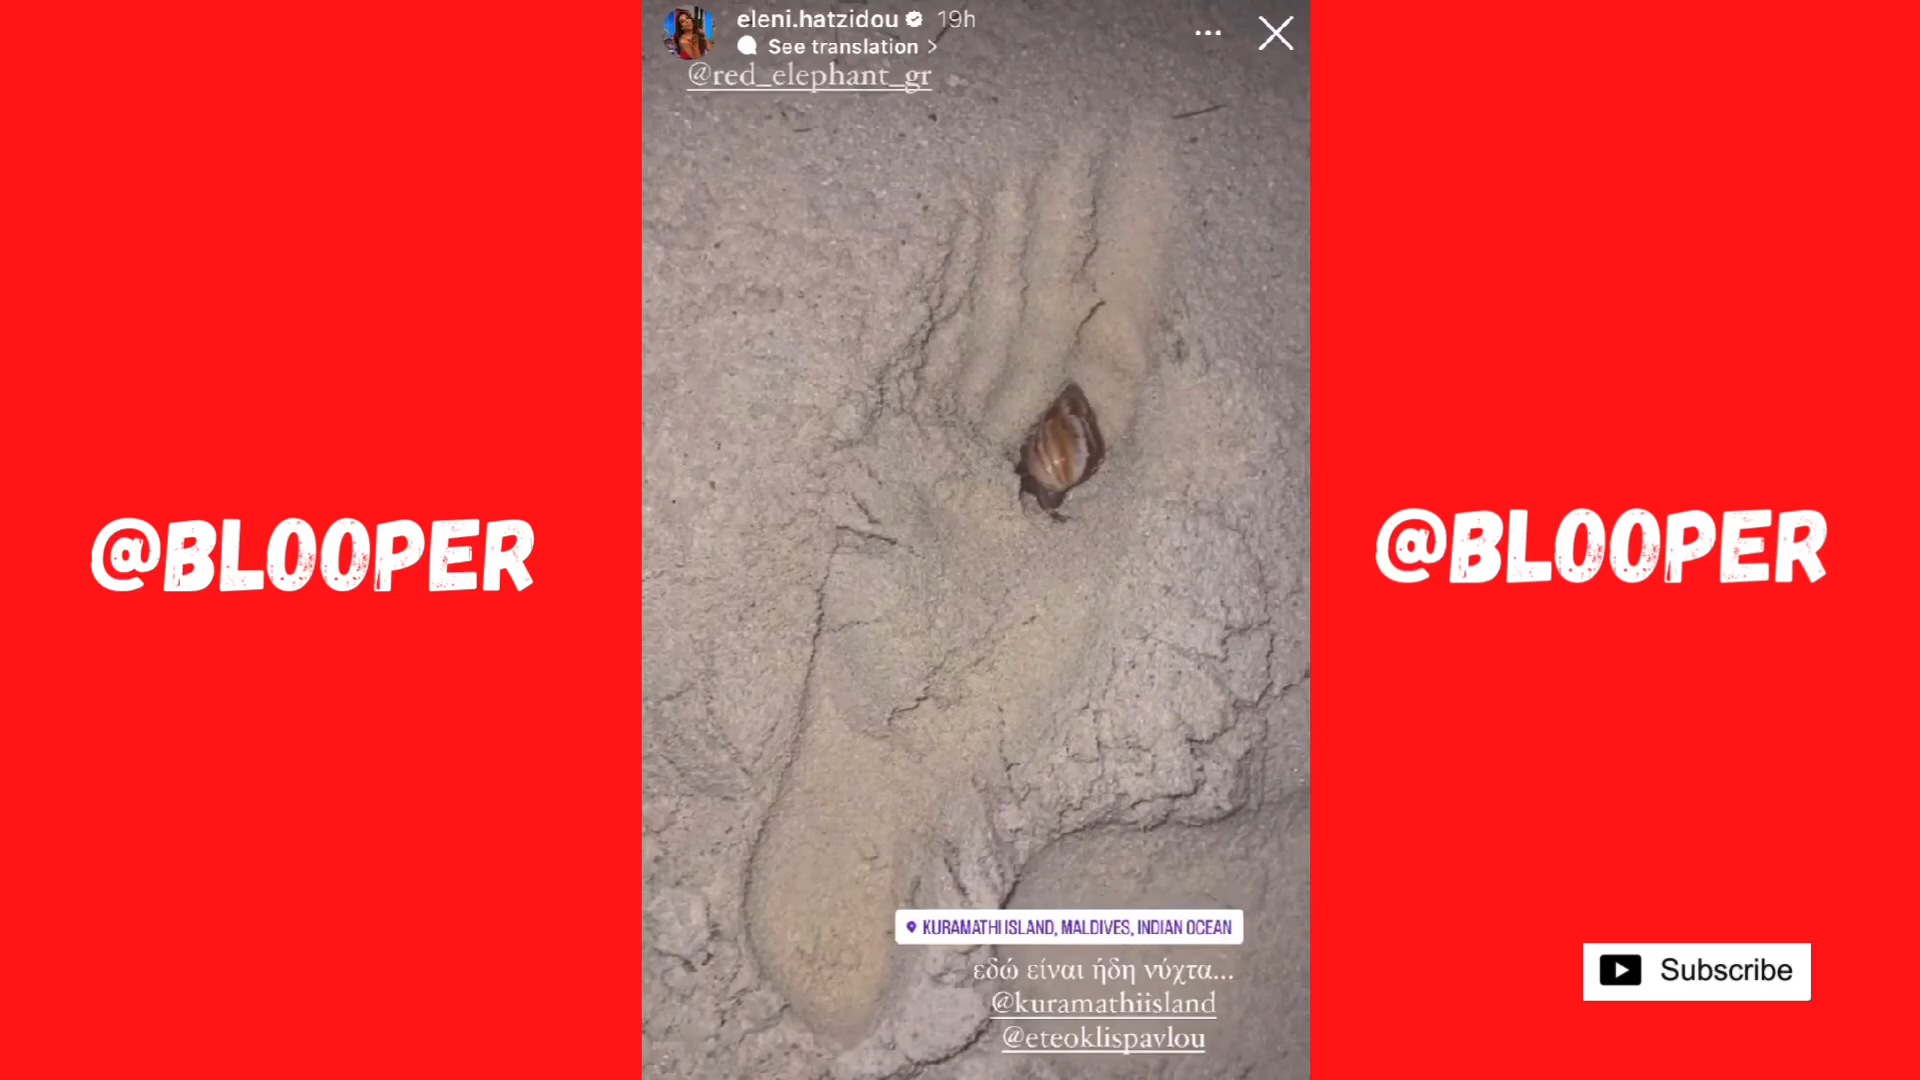 eleni.hatzidou 19h
See translation >
@red_elephant_gr
@BLOOPER
@BLOOPER
KURAMATHI ISLAND, MALDIVES, INDIAN OCEAN
εδώ είναι ήδη νύχτα...
@kuramathiisland
@eteoklispavlou
Subscribe